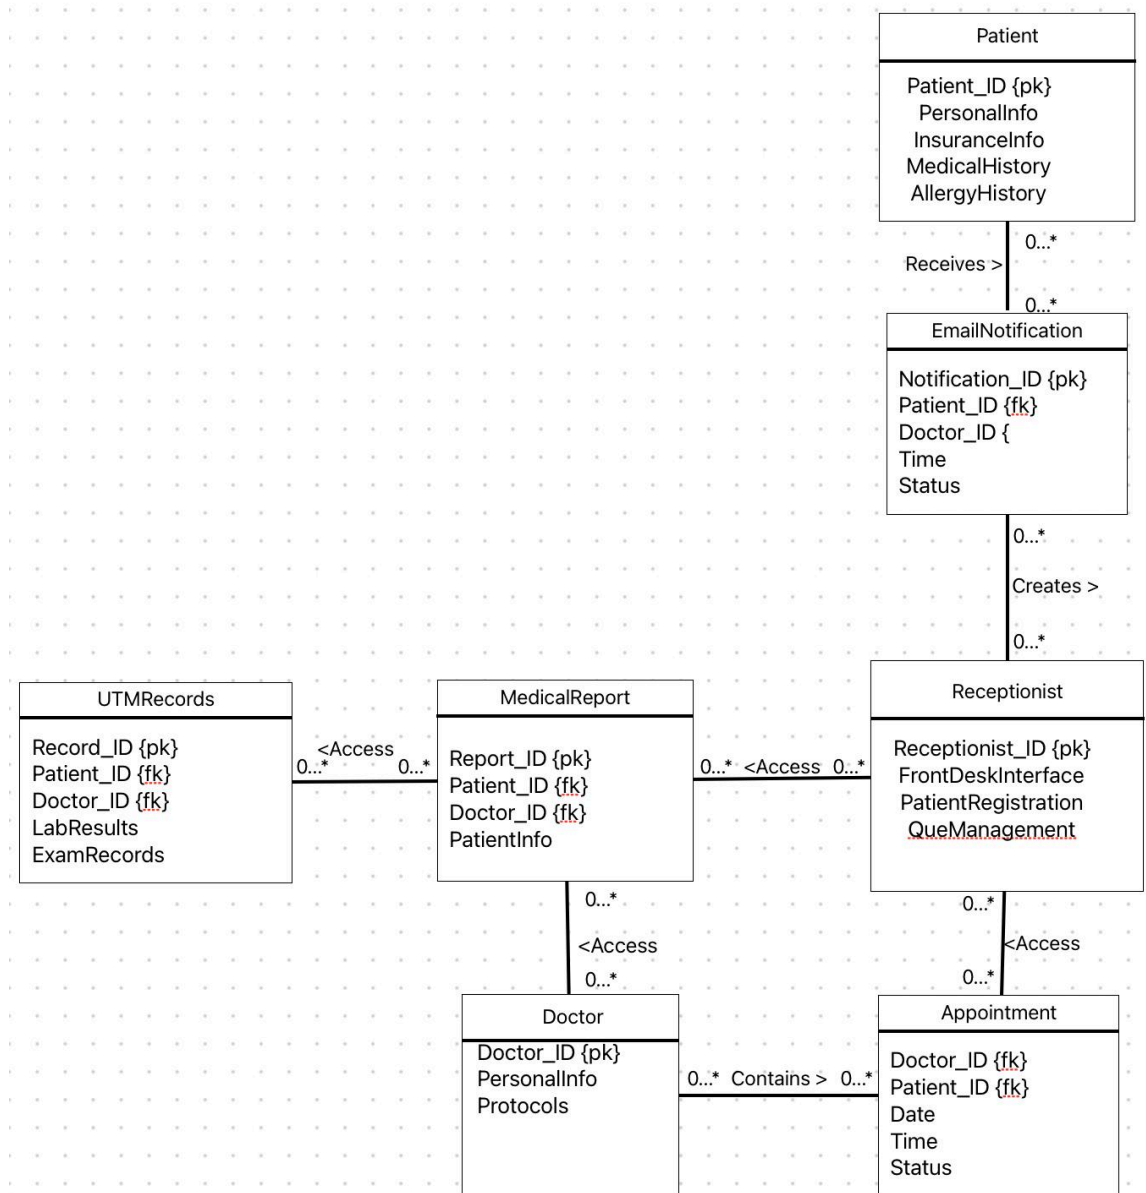 Patient
Patient_ID {pk}
PersonalInfo
InsuranceInfo
MedicalHistory
AllergyHistory
0...*
Receives >
0...*
EmailNotification
Notification_ID {pk}
Patient_ID {fk}
Doctor_ID {
Time
Status
0...*
Creates >
0...*
UTMRecords
Record_ID {pk}
Patient_ID {fk}
Doctor_ID {fk}
LabResults
ExamRecords
<Access
0...* 0...*
MedicalReport
Report_ID {pk}
Patient_ID {fk}
Doctor_ID {fk}
PatientInfo
0...* <Access 0...*
Receptionist
Receptionist_ID {pk}
FrontDeskInterface
PatientRegistration
QueManagement
0...*
<Access
0...*
0...*
<Access
0...*
Doctor
Doctor_ID {pk}
PersonalInfo
Protocols
0...* Contains > 0...*
Appointment
Doctor_ID {fk}
Patient_ID {fk}
Date
Time
Status